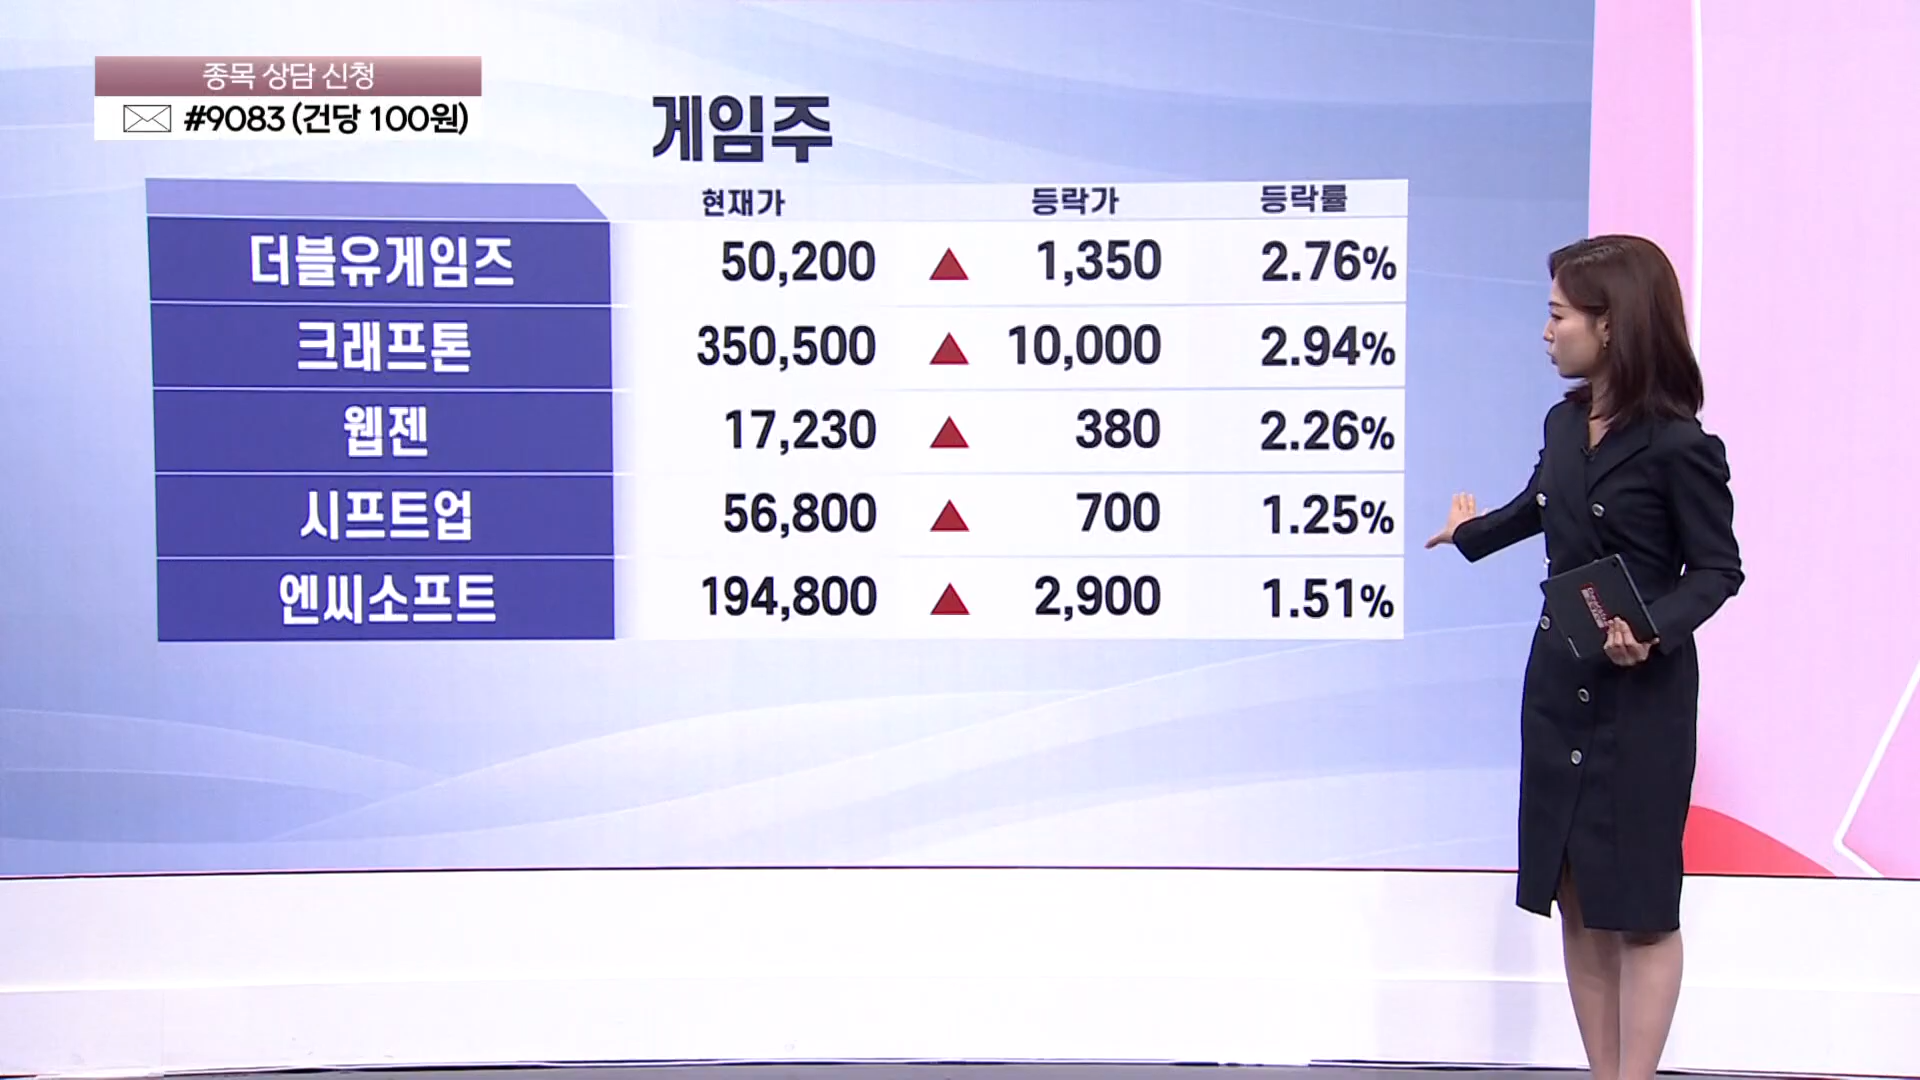 종목 상담 신청
#9083 (건당 100원)
게임주
현재가 등락가 등락률
더블유게임즈 50,200 ▲ 1,350 2.76%
크래프톤 350,500 ▲ 10,000 2.94%
웹젠 17,230 ▲ 380 2.26%
시프트업 56,800 ▲ 700 1.25%
엔씨소프트 194,800 ▲ 2,900 1.51%